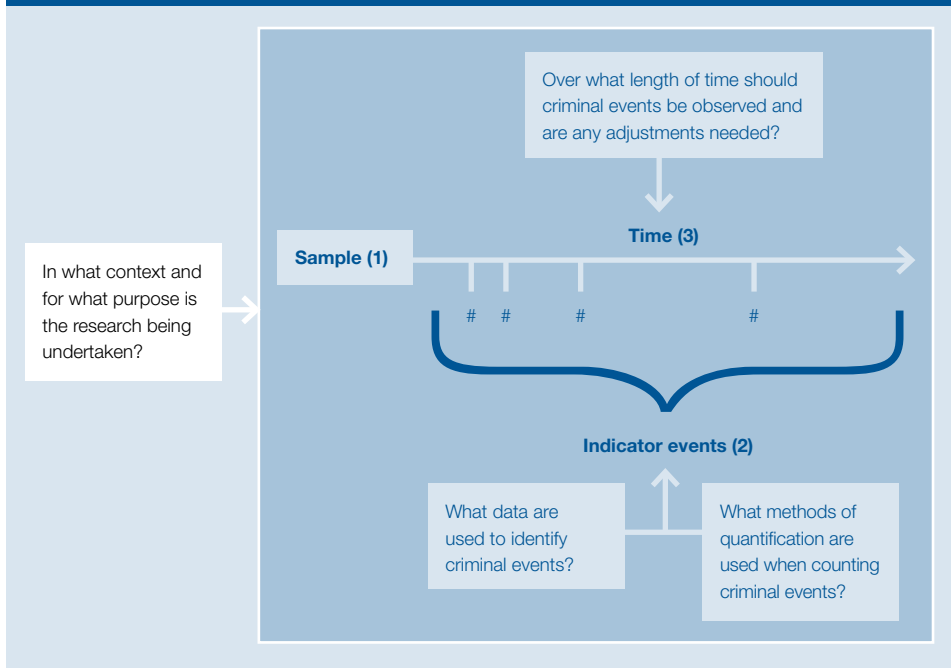 Over what length of time should
criminal events be observed and
are any adjustments needed?
Time (3)
Sample (1)
In what context and
for what purpose is
the research being
undertaken?
# # # #
Indicator events (2)
What data are
used to identify
criminal events?
What methods of
quantification are
used when counting
criminal events?